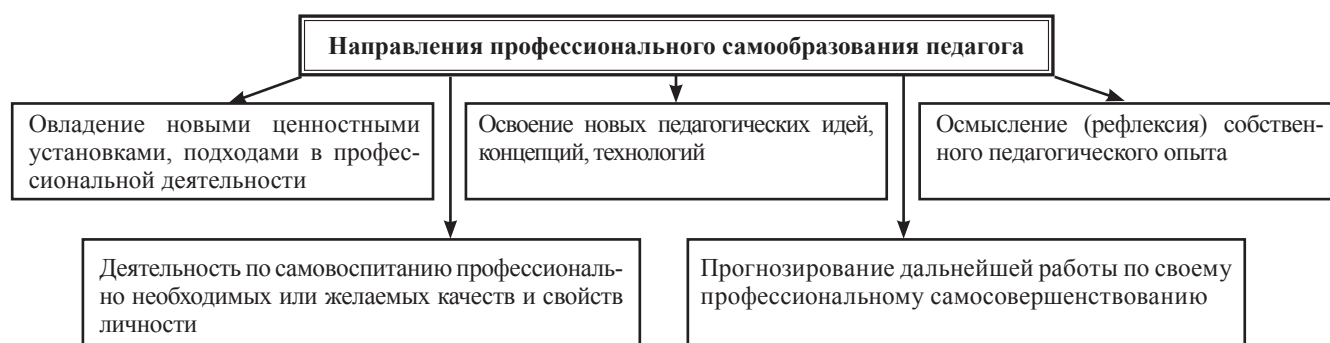 Направления профессионального самообразования педагога
Овладение новыми ценностными
установками, подходами в профес-
сиональной деятельности
Освоение новых педагогических идей,
концепций, технологий
Осмысление (рефлексия) собствен-
ного педагогического опыта
Деятельность по самовоспитанию профессиональ-
но необходимых или желаемых качеств и свойств
личности
Прогнозирование дальнейшей работы по своему
профессиональному самосовершенствованию